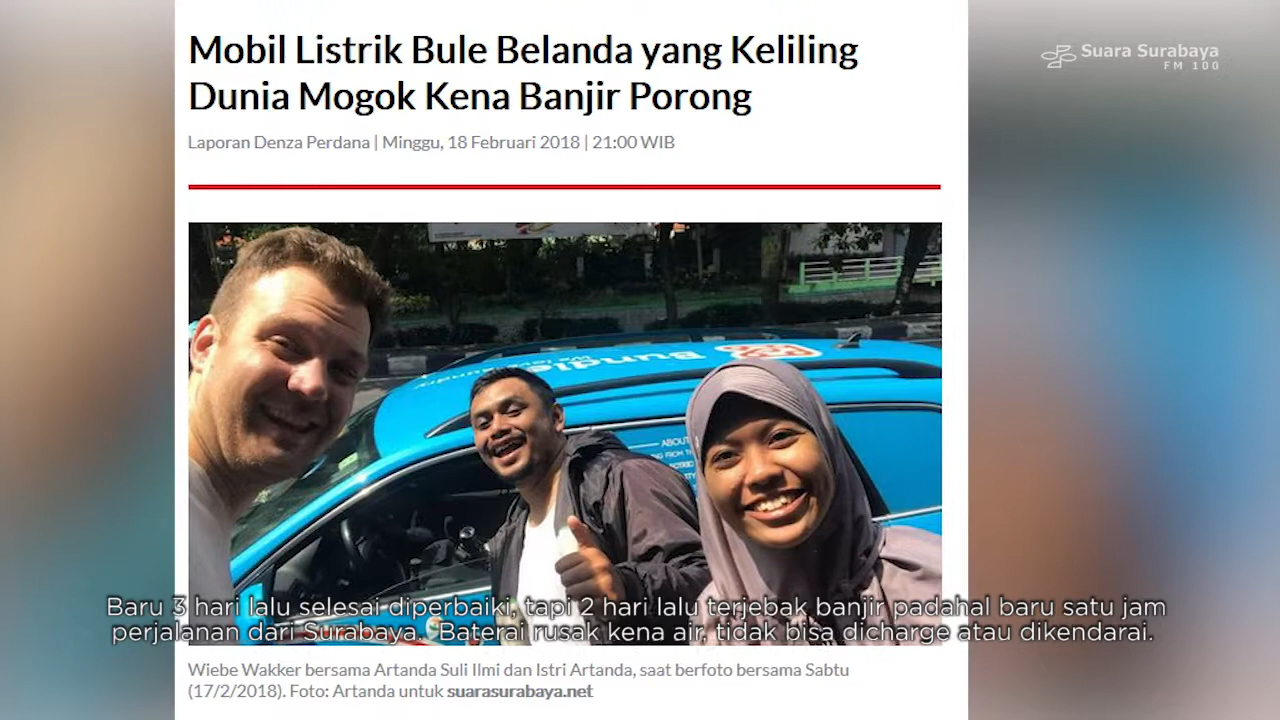 Mobil Listrik Bule Belanda yang Keliling
Dunia Mogok Kena Banjir Porong
Suara Surabaya
FM 100
Laporan Denza Perdana | Minggu, 18 Februari 2018 | 21:00 WIB
Bundles
ABOUT
Baru 3 hari lalu selesai diperbaiki, tapi 2 hari lalu terjebak banjir padahal baru satu jam
perjalanan dari Surabaya. Baterai rusak kena air, tidak bisa dicharge atau dikendarai.
Wiebe Wakker bersama Artanda Suli Ilmi dan Istri Artanda, saat berfoto bersama Sabtu
(17/2/2018). Foto: Artanda untuk suarasurabaya.net